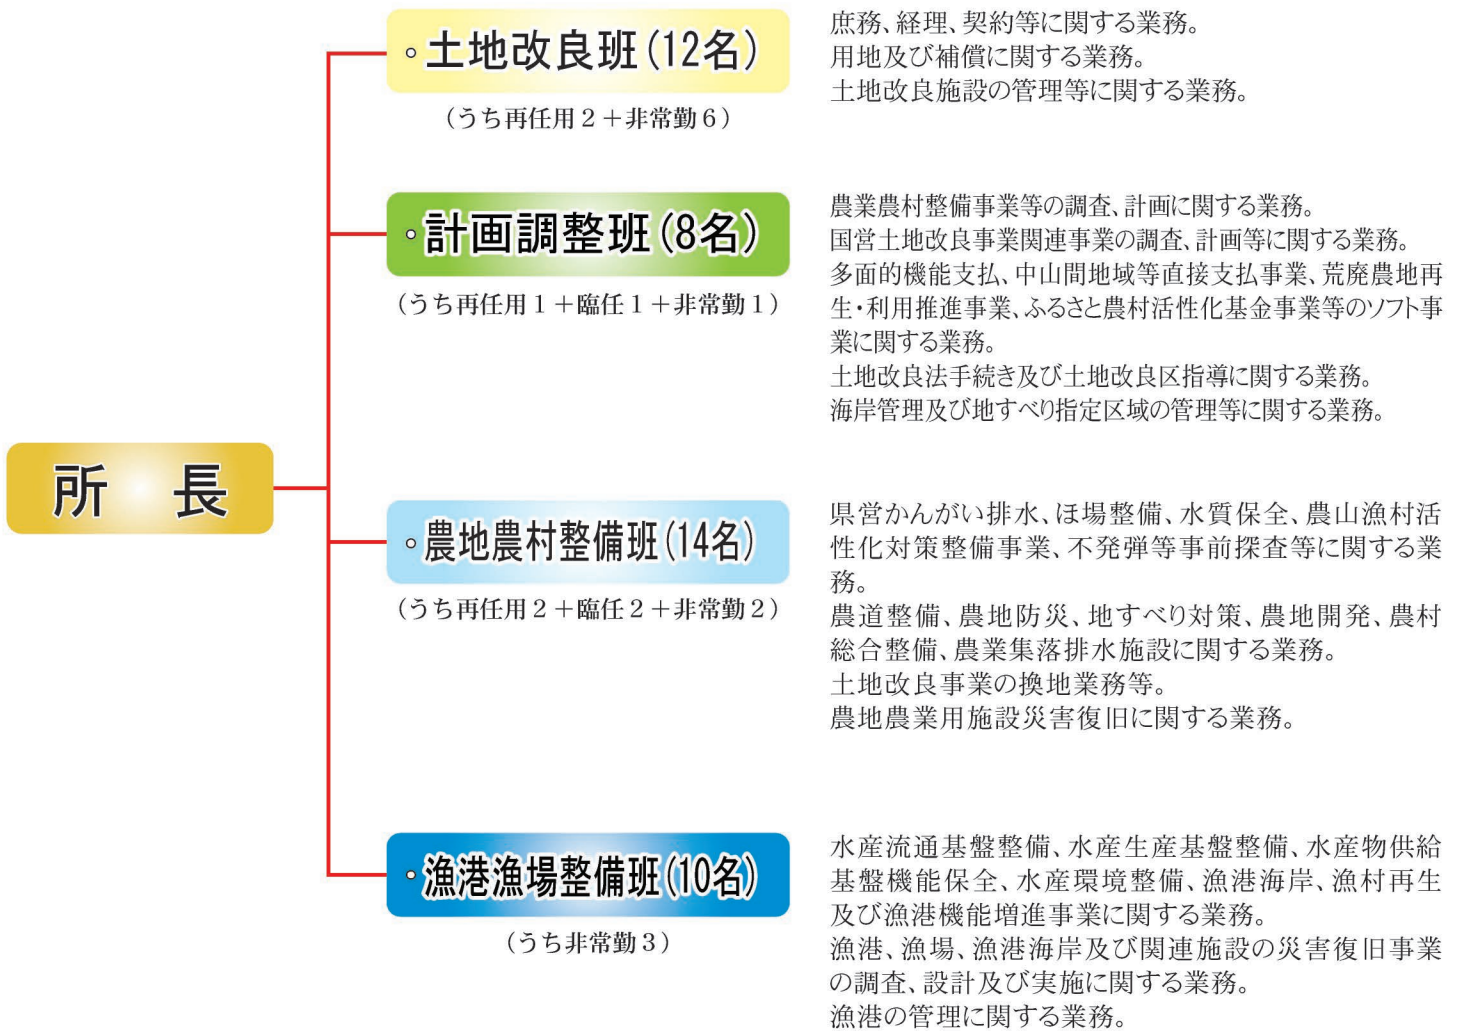 所　長
土地改良班(12名)
(うち再任用2＋非常勤6)
庶務、経理、契約等に関する業務。
用地及び補償に関する業務。
土地改良施設の管理等に関する業務。
計画調整班(8名)
(うち再任用1＋臨任1＋非常勤1)
農業農村整備事業等の調査、計画に関する業務。
国営土地改良事業関連事業の調査、計画等に関する業務。
多面的機能支払、中山間地域等直接支払事業、荒廃農地再
生・利用推進事業、ふるさと農村活性化基金事業等のソフト事
業に関する業務。
土地改良法手続き及び土地改良区指導に関する業務。
海岸管理及び地すべり指定区域の管理等に関する業務。
農地農村整備班(14名)
(うち再任用2＋臨任2＋非常勤2)
県営かんがい排水、ほ場整備、水質保全、農山漁村活
性化対策整備事業、不発弾等事前探査等に関する業
務。
農道整備、農地防災、地すべり対策、農地開発、農村
総合整備、農業集落排水施設に関する業務。
土地改良事業の換地業務等。
農地農業用施設災害復旧に関する業務。
漁港漁場整備班(10名)
(うち非常勤3)
水産流通基盤整備、水産生産基盤整備、水産物供給
基盤機能保全、水産環境整備、漁港海岸、漁村再生
及び漁港機能増進事業に関する業務。
漁港、漁場、漁港海岸及び関連施設の災害復旧事業
の調査、設計及び実施に関する業務。
漁港の管理に関する業務。